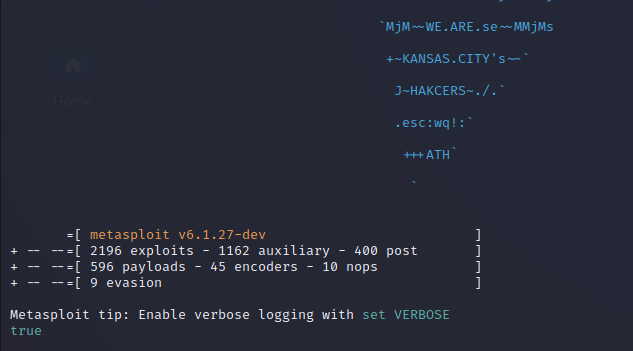 `MjM~~WE.ARE.se~~MMjMs
+~KANSAS.CITY's~-`
J~HAKCERS~./.`
.esc:wq!:`
+++ATH`
`
Home
=[ metasploit v6.1.27-dev ]
+ -- --=[ 2196 exploits - 1162 auxiliary - 400 post ]
+ -- --=[ 596 payloads - 45 encoders - 10 nops ]
+ -- --=[ 9 evasion ]
Metasploit tip: Enable verbose logging with set VERBOSE
true